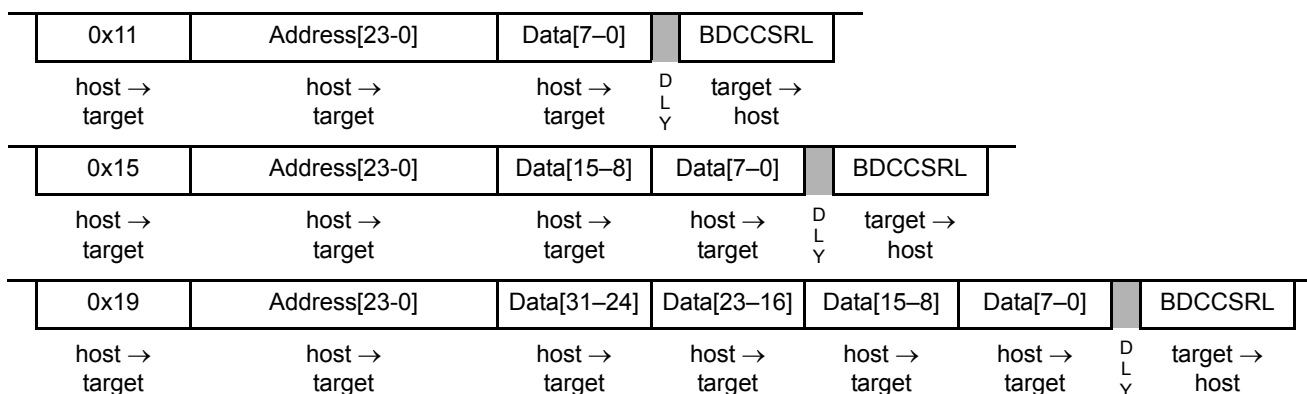 0x11 Address[23-0] Data[7–0] BDCCSRL
host → host → host → D target →
target target target L host
Y
0x15 Address[23-0] Data[15–8] Data[7–0] BDCCSRL
host → host → host → host → D target →
target target target target L host
Y
0x19 Address[23-0] Data[31–24] Data[23–16] Data[15–8] Data[7–0] BDCCSRL
host → host → host → host → host → host → D target →
target target target target target target L host
Y